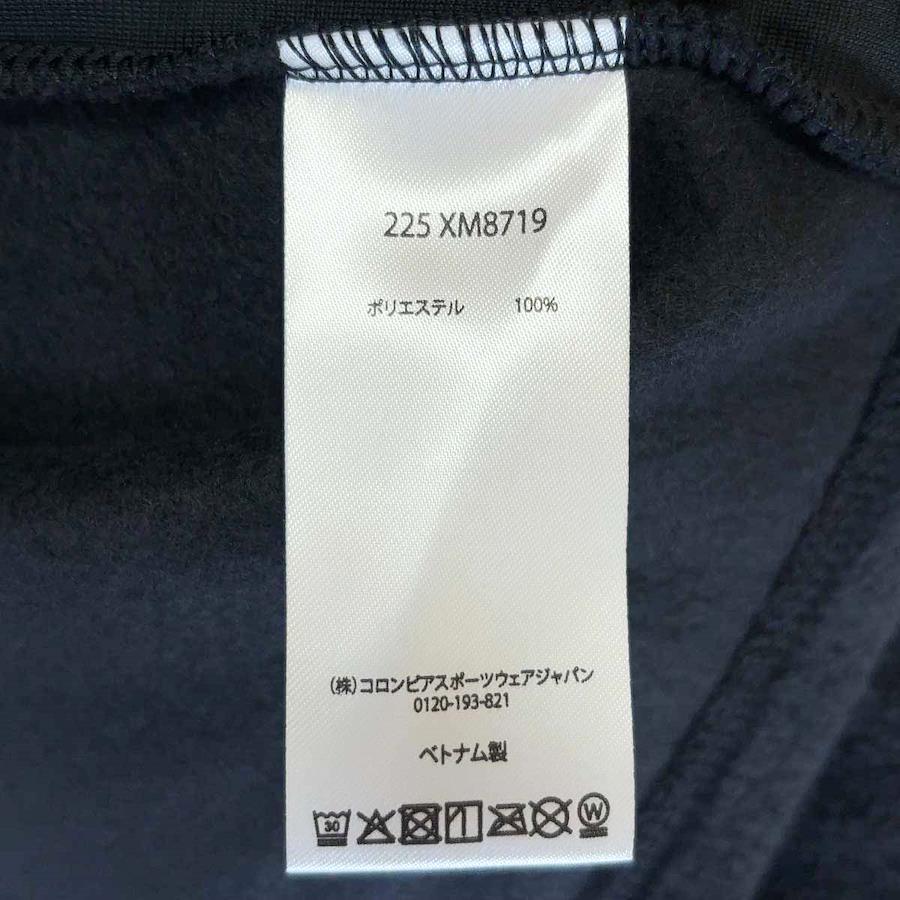 225 XM8719
ポリエステル 100%
(株)コロンビアスポーツウェアジャパン
0120-193-821
ベトナム製
30 W